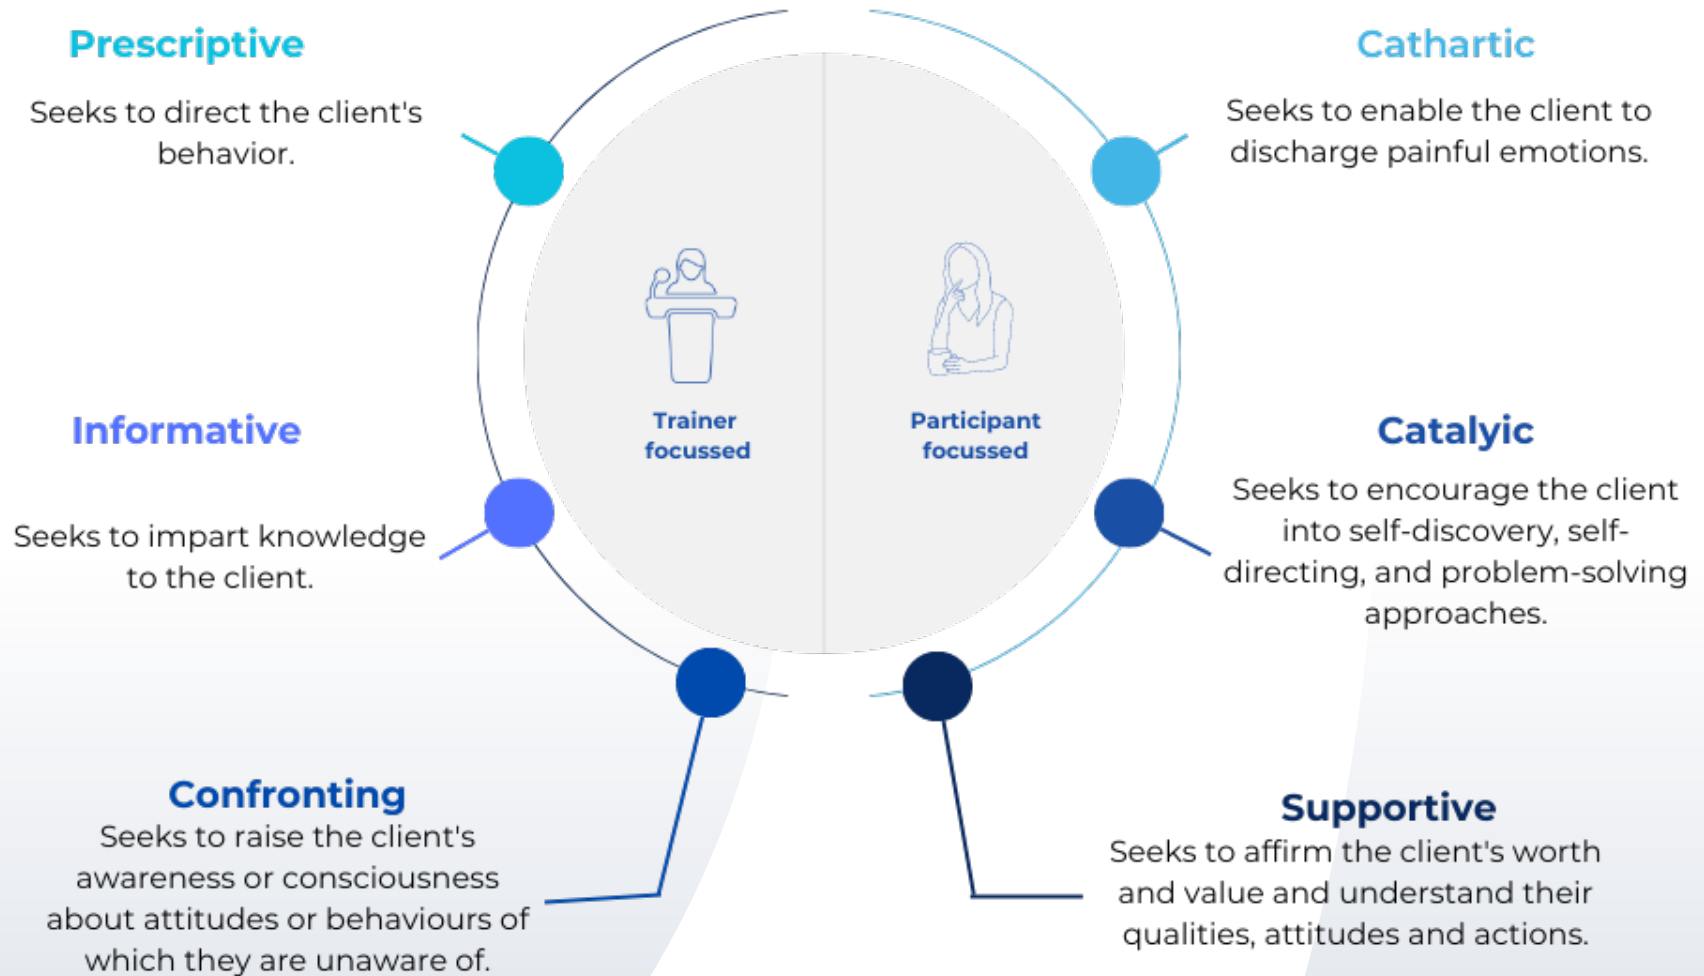 Prescriptive
Seeks to direct the client's
behavior.
Informative
Seeks to impart knowledge
to the client.
Confronting
Seeks to raise the client's
awareness or consciousness
about attitudes or behaviours of
which they are unaware of.
Trainer
focussed
Participant
focussed
Cathartic
Seeks to enable the client to
discharge painful emotions.
Catalyic
Seeks to encourage the client
into self-discovery, self-
directing, and problem-solving
approaches.
Supportive
Seeks to affirm the client's worth
and value and understand their
qualities, attitudes and actions.